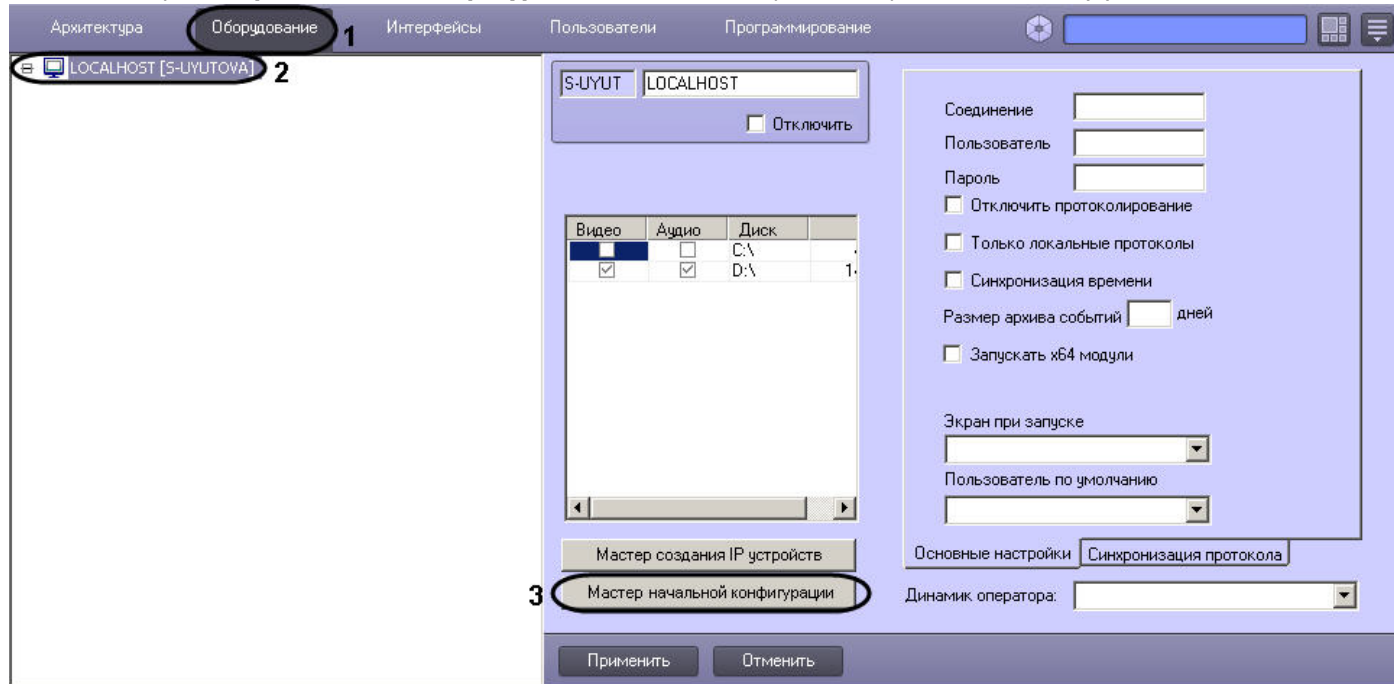 Архитектура Оборудование 1 Интерфейсы Пользователи Программирование
LOCALHOST [S-UYUTOVA] 2
S-UYUT LOCALHOST
Отключить
Видео Аудио Диск
C:\
D:\ 1
Мастер создания IP устройств
3 Мастер начальной конфигурации
Соединение
Пользователь
Пароль
Отключить протоколирование
Только локальные протоколы
Синхронизация времени
Размер архива событий дней
Запускать x64 модули
Экран при запуске
Пользователь по умолчанию
Основные настройки Синхронизация протокола
Динамик оператора:
Применить Отменить